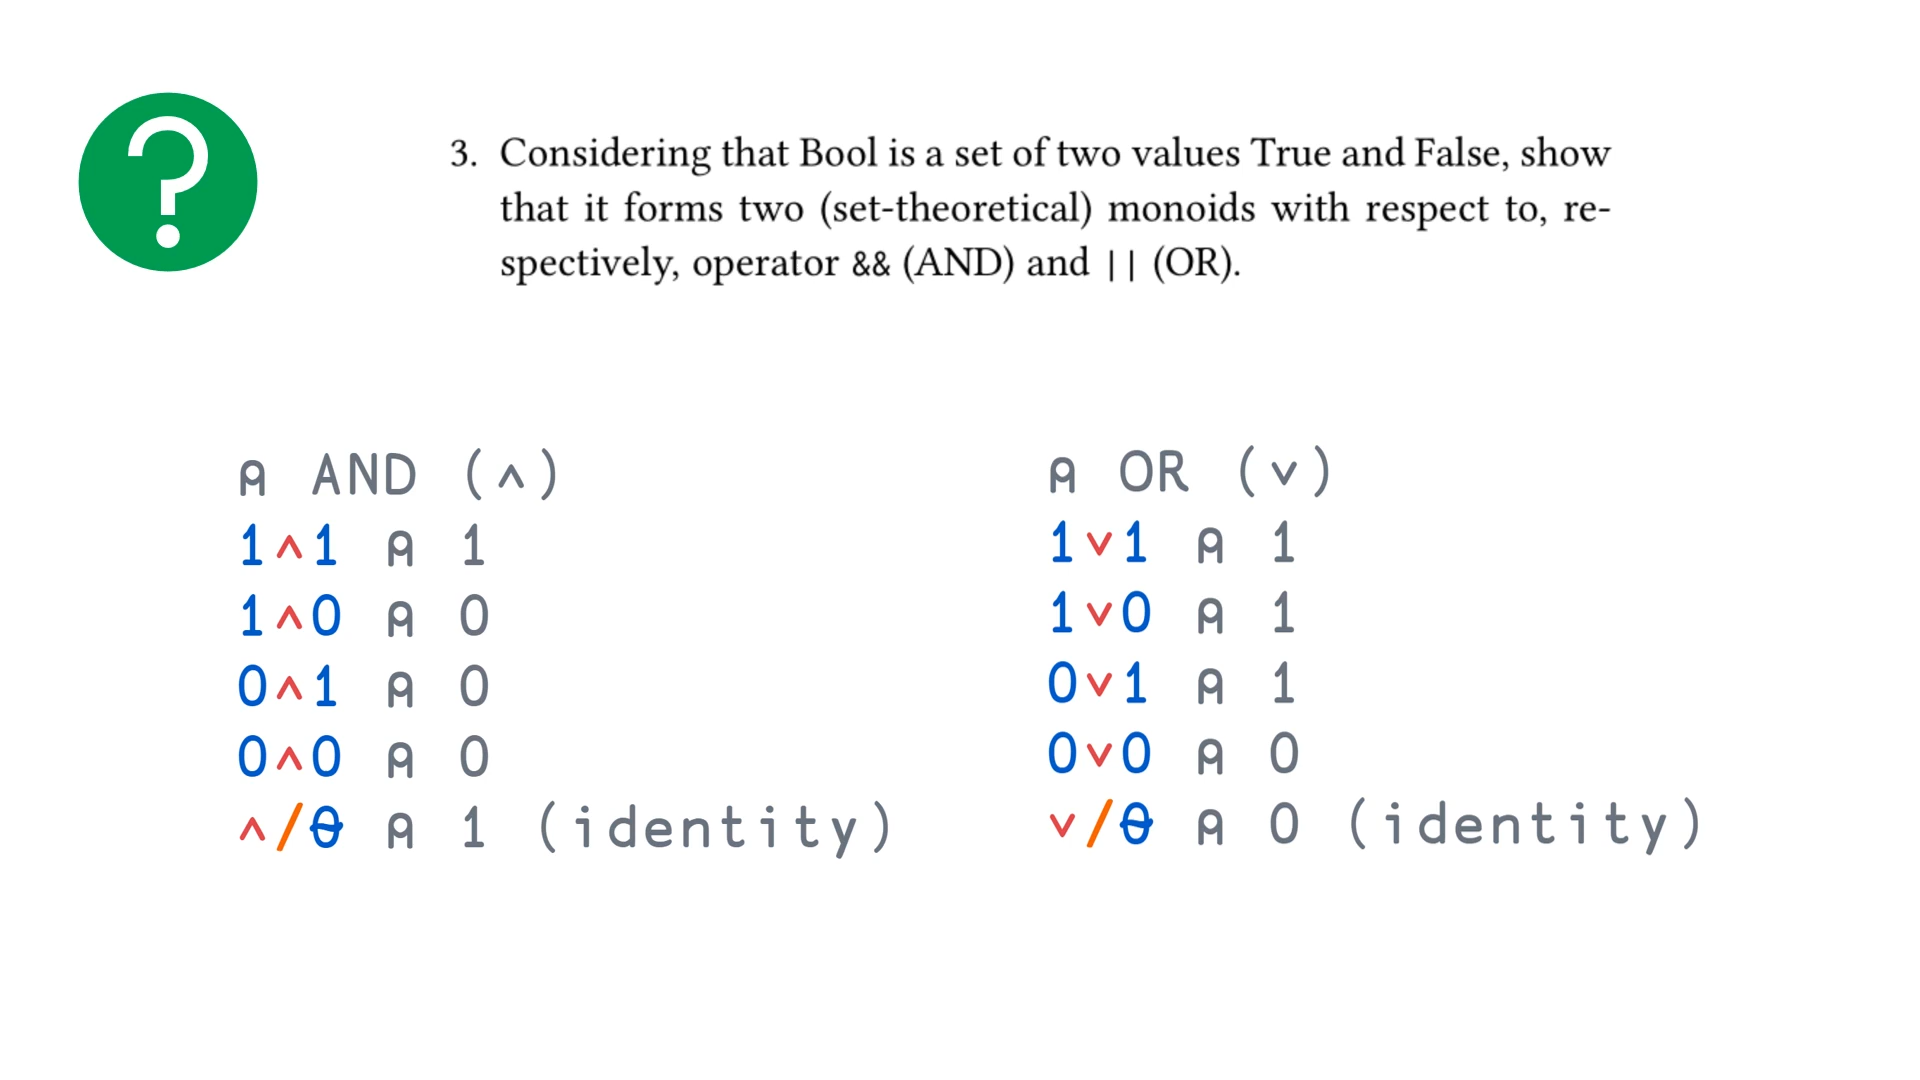 ?
3. Considering that Bool is a set of two values True and False, show
that it forms two (set-theoretical) monoids with respect to, re-
spectively, operator && (AND) and || (OR).
⍝ AND (∧)
1∧1 ⍝ 1
1∧0 ⍝ 0
0∧1 ⍝ 0
0∧0 ⍝ 0
∧/⍬ ⍝ 1 (identity)
⍝ OR (∨)
1∨1 ⍝ 1
1∨0 ⍝ 1
0∨1 ⍝ 1
0∨0 ⍝ 0
∨/⍬ ⍝ 0 (identity)